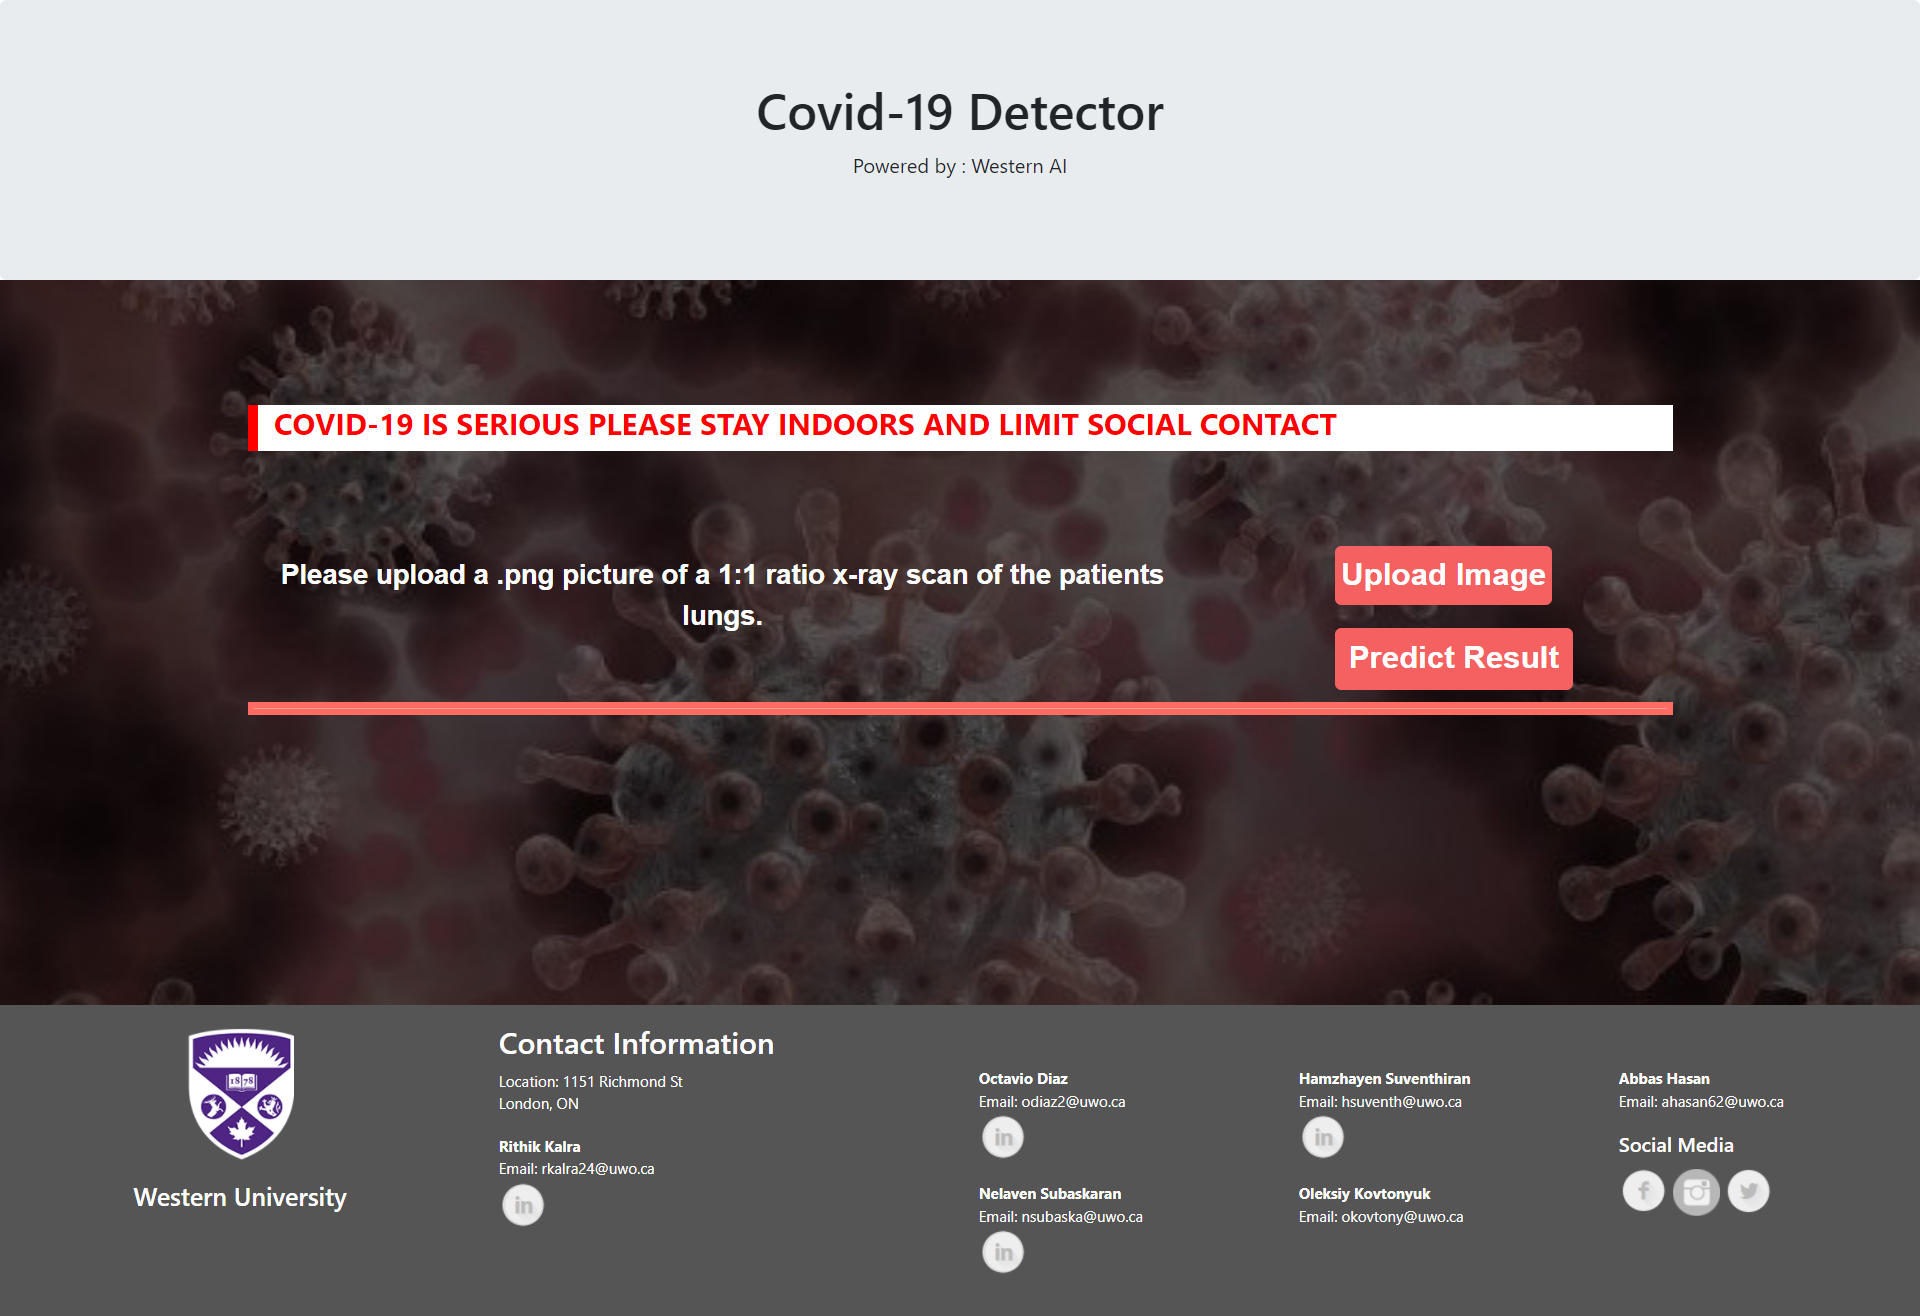 Covid-19 Detector
Powered by : Western AI
COVID-19 IS SERIOUS PLEASE STAY INDOORS AND LIMIT SOCIAL CONTACT
Please upload a .png picture of a 1:1 ratio x-ray scan of the patients
lungs.
Upload Image
Predict Result
1878
Western University
Contact Information
Location: 1151 Richmond St
London, ON
Rithik Kalra
Email: rkalra24@uwo.ca
in
Octavio Diaz
Email: odiaz2@uwo.ca
in
Nelaven Subaskaran
Email: nsubaska@uwo.ca
in
Hamzhayen Suventhiran
Email: hsuventh@uwo.ca
in
Oleksiy Kovtonyuk
Email: okovtony@uwo.ca
Abbas Hasan
Email: ahasan62@uwo.ca
Social Media
f